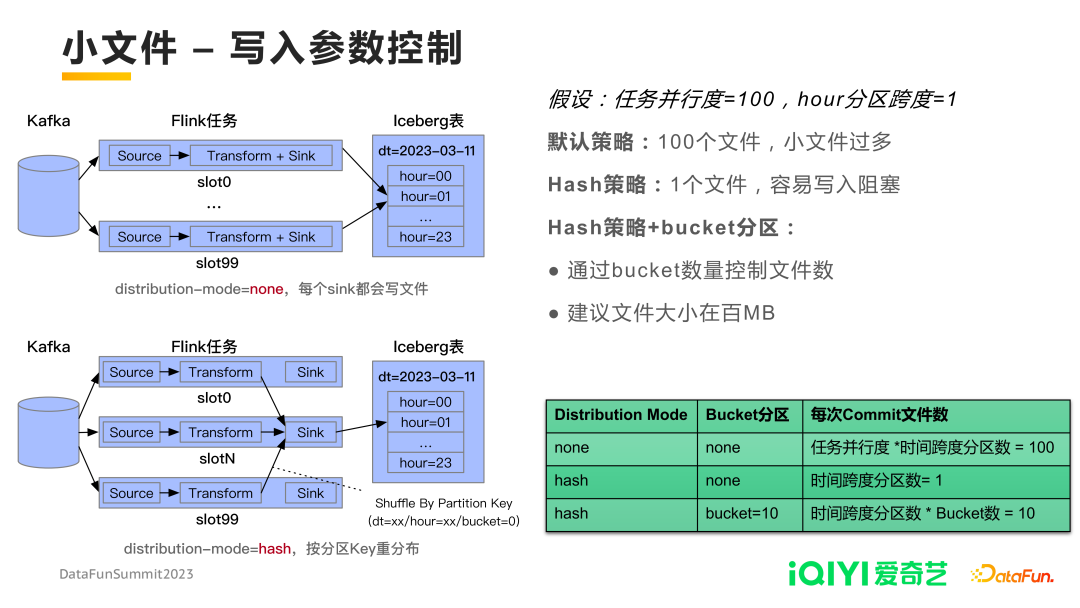 小文件 – 写入参数控制
Kafka
Flink任务
Iceberg表
Source
Transform + Sink
slot0
...
Source
Transform + Sink
slot99
dt=2023-03-11
hour=00
hour=01
...
hour=23
distribution-mode=none，每个sink都会写文件
Kafka
Flink任务
Iceberg表
Source
Transform
Sink
slot0
Source
Transform
Sink
slotN
Source
Transform
Sink
slot99
dt=2023-03-11
hour=00
hour=01
...
hour=23
Shuffle By Partition Key
（dt=xx/hour=xx/bucket=0）
distribution-mode=hash，按分区Key重分布
假设：任务并行度=100，hour分区跨度=1
默认策略：100个文件，小文件过多
Hash策略：1个文件，容易写入阻塞
Hash策略+bucket分区：
● 通过bucket数量控制文件数
● 建议文件大小在百MB
Distribution Mode Bucket分区 每次Commit文件数
none none 任务并行度 *时间跨度分区数 = 100
hash none 时间跨度分区数= 1
hash bucket=10 时间跨度分区数 * Bucket数 = 10
DataFunSummit2023
iQIYI 爱奇艺
DataFun.